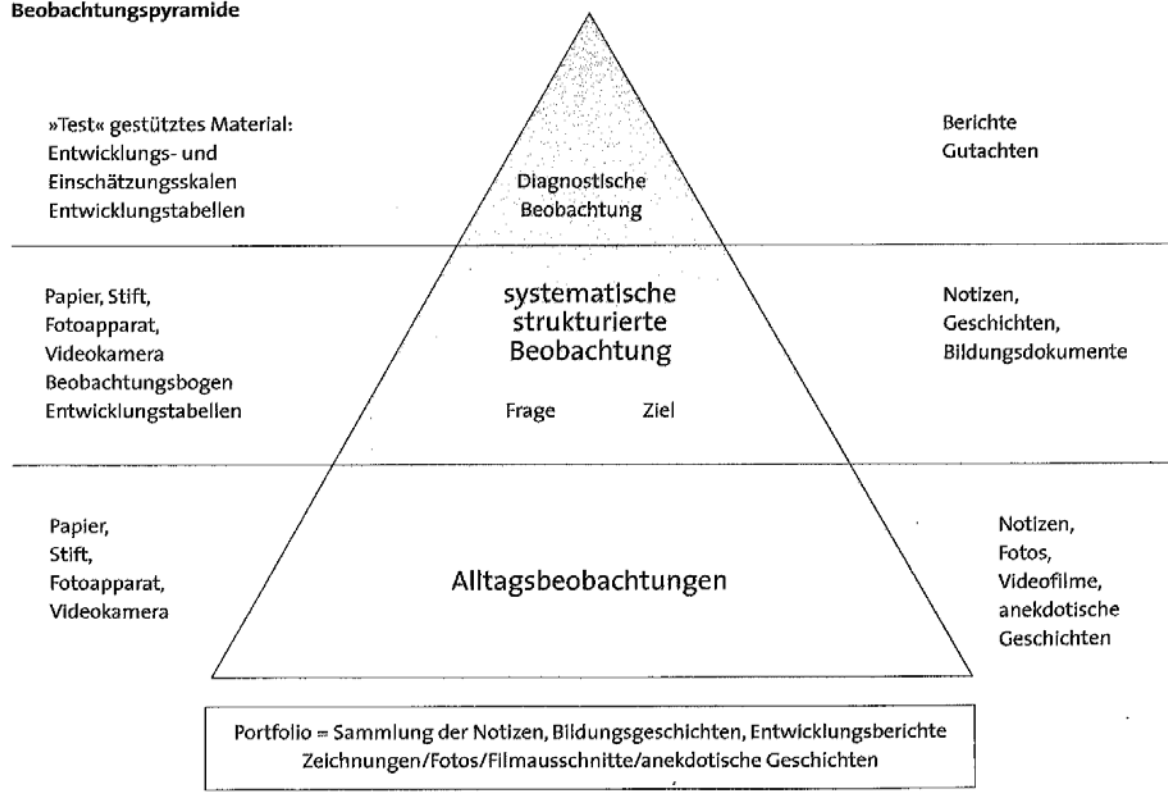 Beobachtungspyramide
»Test« gestütztes Material:
Entwicklungs- und
Einschätzungsskalen
Entwicklungstabellen
Diagnostische
Beobachtung
Berichte
Gutachten
Papier, Stift,
Fotoapparat,
Videokamera
Beobachtungsbogen
Entwicklungstabellen
systematische
strukturierte
Beobachtung
Frage Ziel
Notizen,
Geschichten,
Bildungsdokumente
Papier,
Stift,
Fotoapparat,
Videokamera
Alltagsbeobachtungen
Notizen,
Fotos,
Videofilme,
anekdotische
Geschichten
Portfolio = Sammlung der Notizen, Bildungsgeschichten, Entwicklungsberichte
Zeichnungen/Fotos/Filmausschnitte/anekdotische Geschichten